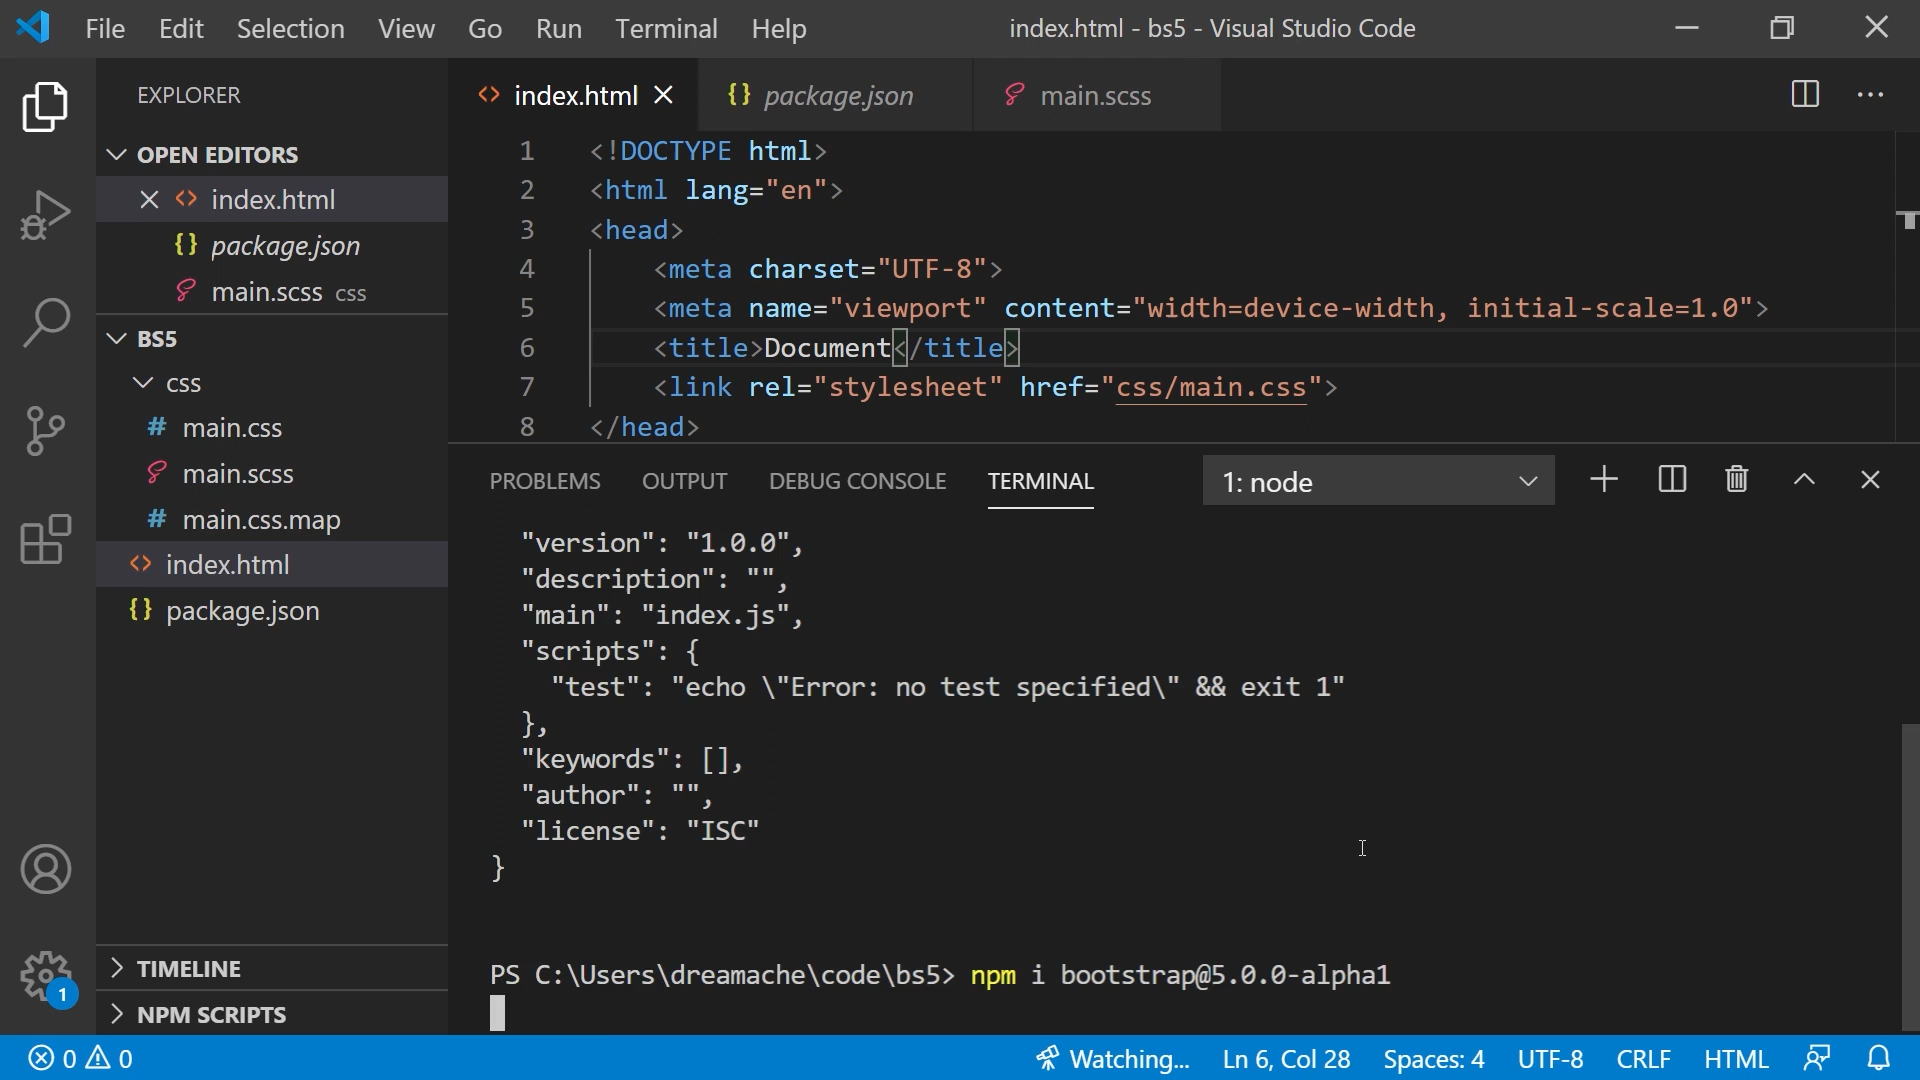 File Edit Selection View Go Run Terminal Help index.html - bs5 - Visual Studio Code
EXPLORER
OPEN EDITORS
index.html
package.json
main.scss css
BS5
css
main.css
main.scss
main.css.map
index.html
package.json
TIMELINE
NPM SCRIPTS
1
index.html package.json main.scss
1 <!DOCTYPE html>
2 <html lang="en">
3 <head>
4 <meta charset="UTF-8">
5 <meta name="viewport" content="width=device-width, initial-scale=1.0">
6 <title>Document</title>
7 <link rel="stylesheet" href="css/main.css">
8 </head>
PROBLEMS OUTPUT DEBUG CONSOLE TERMINAL 1: node
"version": "1.0.0",
"description": "",
"main": "index.js",
"scripts": {
"test": "echo \"Error: no test specified\" && exit 1"
},
"keywords": [],
"author": "",
"license": "ISC"
}
PS C:\Users\dreamache\code\bs5> npm i bootstrap@5.0.0-alpha1
0 0 Watching... Ln 6, Col 28 Spaces: 4 UTF-8 CRLF HTML